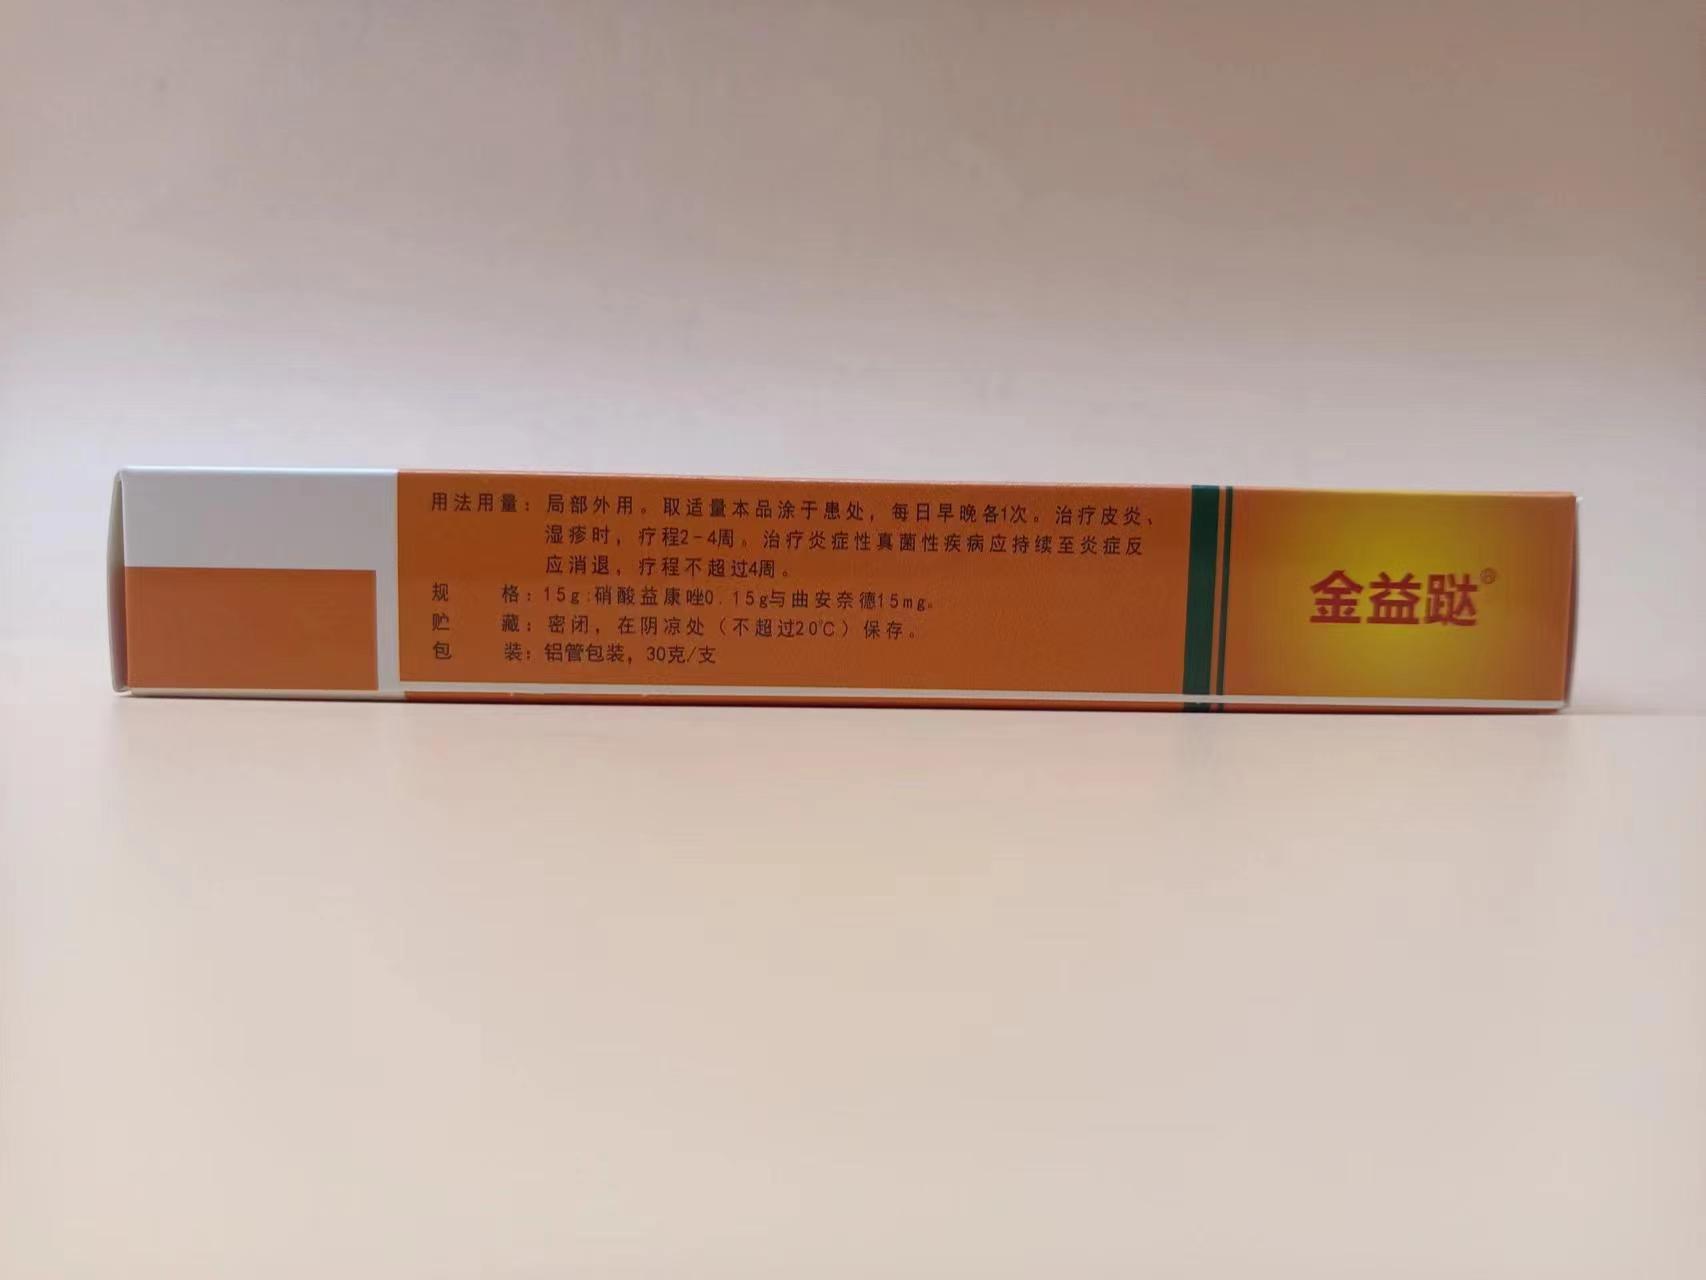 用法用量：局部外用。取适量本品涂于患处，每日早晚各1次。治疗皮炎、
湿疹时，疗程2-4周。治疗炎症性真菌性疾病应持续至炎症反
应消退，疗程不超过4周。
规 格：15g:硝酸益康唑0.15g与曲安奈德15mg。
贮 藏：密闭，在阴凉处（不超过20℃）保存。
包 装：铝管包装，30克/支
金益跶®